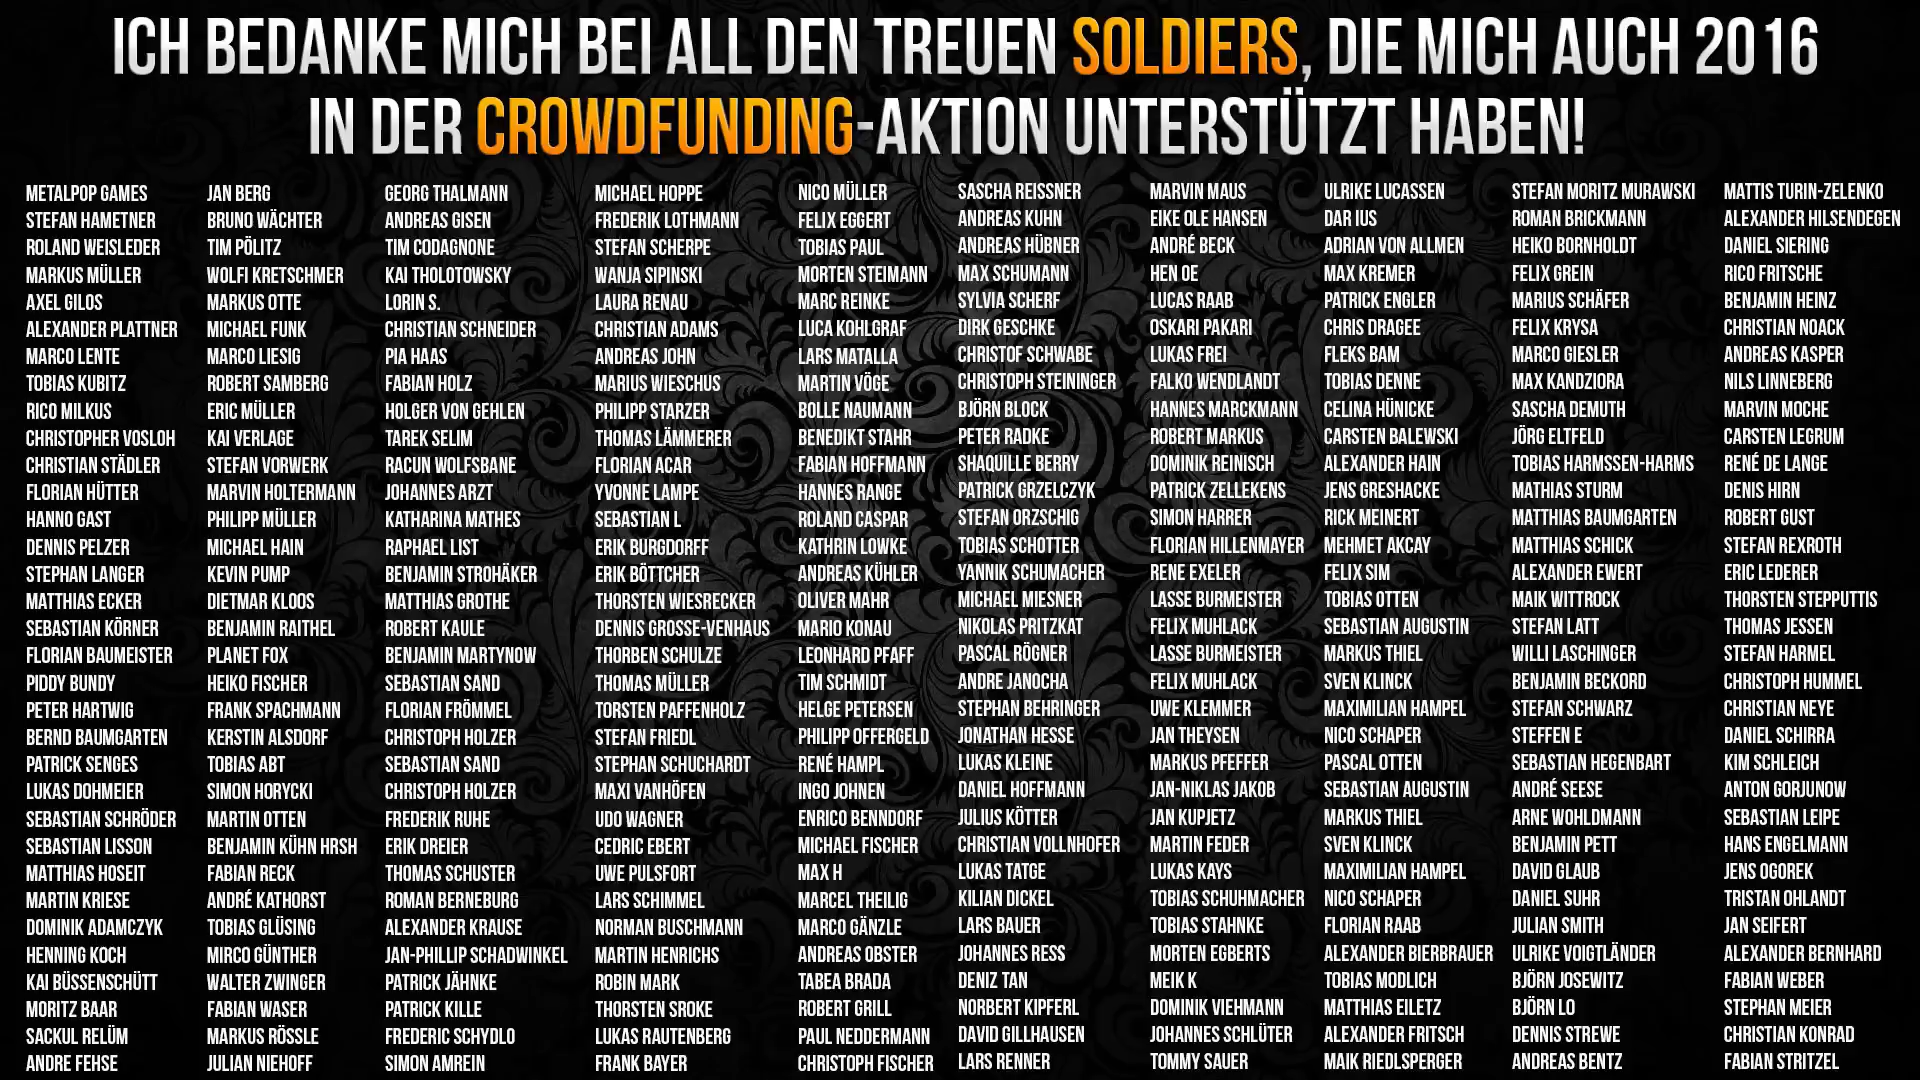 ICH BEDANKE MICH BEI ALL DEN TREUEN SOLDIERS, DIE MICH AUCH 2016
IN DER CROWDFUNDING-AKTION UNTERSTÜTZT HABEN!
METALPOP GAMES
STEFAN HAMETNER
ROLAND WEISLEDER
MARKUS MÜLLER
AXEL GILOS
ALEXANDER PLATTNER
MARCO LENTE
TOBIAS KUBITZ
RICO MILKUS
CHRISTOPHER VOSLOH
CHRISTIAN STÄDLER
FLORIAN HÜTTER
HANNO GAST
DENNIS PELZER
STEPHAN LANGER
MATTHIAS ECKER
SEBASTIAN KÖRNER
FLORIAN BAUMEISTER
PIDDY BUNDY
PETER HARTWIG
BERND BAUMGARTEN
PATRICK SENGES
LUKAS DOHMEIER
SEBASTIAN SCHRÖDER
SEBASTIAN LISSON
MATTHIAS HOSEIT
MARTIN KRIESE
DOMINIK ADAMCZYK
HENNING KOCH
KAI BÜSSENSCHÜTT
MORITZ BAAR
SACKUL RELÜM
ANDRE FEHSE
JAN BERG
BRUNO WÄCHTER
TIM PÖLITZ
WOLFI KRETSCHMER
MARKUS OTTE
MICHAEL FUNK
MARCO LIESIG
ROBERT SAMBERG
ERIC MÜLLER
KAI VERLAGE
STEFAN VORWERK
MARVIN HOLTERMANN
PHILIPP MÜLLER
MICHAEL HAIN
KEVIN PUMP
DIETMAR KLOOS
BENJAMIN RAITHEL
PLANET FOX
HEIKO FISCHER
FRANK SPACHMANN
KERSTIN ALSDORF
TOBIAS ABT
SIMON HORYCKI
MARTIN OTTEN
BENJAMIN KÜHN HRSH
FABIAN RECK
ANDRÉ KATHORST
TOBIAS GLÜSING
MIRCO GÜNTHER
WALTER ZWINGER
FABIAN WASER
MARKUS RÖSSLE
JULIAN NIEHOFF
GEORG THALMANN
ANDREAS GISEN
TIM CODAGNONE
KAI THOLOTOWSKY
LORIN S.
CHRISTIAN SCHNEIDER
PIA HAAS
FABIAN HOLZ
HOLGER VON GEHLEN
TAREK SELIM
RACUN WOLFSBANE
JOHANNES ARZT
KATHARINA MATHES
RAPHAEL LIST
BENJAMIN STROHÄKER
MATTHIAS GROTHE
ROBERT KAULE
BENJAMIN MARTYNOW
SEBASTIAN SAND
FLORIAN FRÖMMEL
CHRISTOPH HOLZER
SEBASTIAN SAND
CHRISTOPH HOLZER
FREDERIK RUHE
ERIK DREIER
THOMAS SCHUSTER
ROMAN BERNEBURG
ALEXANDER KRAUSE
JAN-PHILLIP SCHADWINKEL
PATRICK JÄHNKE
PATRICK KILLE
FREDERIC SCHYDLO
SIMON AMREIN
MICHAEL HOPPE
FREDERIK LOTHMANN
STEFAN SCHERPE
WANJA SIPINSKI
LAURA RENAU
CHRISTIAN ADAMS
ANDREAS JOHN
MARIUS WIESCHUS
PHILIPP STARZER
THOMAS LÄMMERER
FLORIAN ACAR
YVONNE LAMPE
SEBASTIAN L
ERIK BURGDORFF
ERIK BÖTTCHER
THORSTEN WIESRECKER
DENNIS GROSSE-VENHAUS
THORBEN SCHULZE
THOMAS MÜLLER
TORSTEN PAFFENHOLZ
STEFAN FRIEDL
STEPHAN SCHUCHARDT
MAXI VANHÖFEN
UDO WAGNER
CEDRIC EBERT
UWE PULSFORT
LARS SCHIMMEL
NORMAN BUSCHMANN
MARTIN HENRICHS
ROBIN MARK
THORSTEN SROKE
LUKAS RAUTENBERG
FRANK BAYER
NICO MÜLLER
FELIX EGGERT
TOBIAS PAUL
MORTEN STEIMANN
MARC REINKE
LUCA KOHLGRAF
LARS MATALLA
MARTIN VÖGE
BOLLE NAUMANN
BENEDIKT STAHR
FABIAN HOFFMANN
HANNES RANGE
ROLAND CASPAR
KATHRIN LOWKE
ANDREAS KÜHLER
OLIVER MAHR
MARIO KONAU
LEONHARD PFAFF
TIM SCHMIDT
HELGE PETERSEN
PHILIPP OFFERGELD
RENÉ HAMPL
INGO JOHNEN
ENRICO BENNDORF
MICHAEL FISCHER
MAX H
MARCEL THEILIG
MARCO GÄNZLE
ANDREAS OBSTER
TABEA BRADA
ROBERT GRILL
PAUL NEDDERMANN
CHRISTOPH FISCHER
SASCHA REISSNER
ANDREAS KUHN
ANDREAS HÜBNER
MAX SCHUMANN
SYLVIA SCHERF
DIRK GESCHKE
CHRISTOF SCHWABE
CHRISTOPH STEININGER
BJÖRN BLOCK
PETER RADKE
SHAQUILLE BERRY
PATRICK GRZELCZYK
STEFAN ORZSCHIG
TOBIAS SCHOTTER
YANNIK SCHUMACHER
MICHAEL MIESNER
NIKOLAS PRITZKAT
PASCAL RÖGNER
ANDRE JANOCHA
STEPHAN BEHRINGER
JONATHAN HESSE
LUKAS KLEINE
DANIEL HOFFMANN
JULIUS KÖTTER
CHRISTIAN VOLLNHOFER
LUKAS TATGE
KILIAN DICKEL
LARS BAUER
JOHANNES RESS
DENIZ TAN
NORBERT KIPFERL
DAVID GILLHAUSEN
LARS RENNER
MARVIN MAUS
EIKE OLE HANSEN
ANDRÉ BECK
HEN OE
LUCAS RAAB
OSKARI PAKARI
LUKAS FREI
FALKO WENDLANDT
HANNES MARCKMANN
ROBERT MARKUS
DOMINIK REINISCH
PATRICK ZELLEKENS
SIMON HARRER
FLORIAN HILLENMAYER
RENE EXELER
LASSE BURMEISTER
FELIX MUHLACK
LASSE BURMEISTER
FELIX MUHLACK
UWE KLEMMER
JAN THEYSEN
MARKUS PFEFFER
JAN-NIKLAS JAKOB
JAN KUPJETZ
MARTIN FEDER
LUKAS KAYS
TOBIAS SCHUHMACHER
TOBIAS STAHNKE
MORTEN EGBERTS
MEIK K
DOMINIK VIEHMANN
JOHANNES SCHLÜTER
TOMMY SAUER
ULRIKE LUCASSEN
DAR IUS
ADRIAN VON ALLMEN
MAX KREMER
PATRICK ENGLER
CHRIS DRAGEE
FLEKS BAM
TOBIAS DENNE
CELINA HÜNICKE
CARSTEN BALEWSKI
ALEXANDER HAIN
JENS GRESHACKE
RICK MEINERT
MEHMET AKCAY
FELIX SIM
TOBIAS OTTEN
SEBASTIAN AUGUSTIN
MARKUS THIEL
SVEN KLINCK
MAXIMILIAN HAMPEL
NICO SCHAPER
PASCAL OTTEN
SEBASTIAN AUGUSTIN
MARKUS THIEL
SVEN KLINCK
MAXIMILIAN HAMPEL
NICO SCHAPER
FLORIAN RAAB
ALEXANDER BIERBRAUER
TOBIAS MODLICH
MATTHIAS EILETZ
ALEXANDER FRITSCH
MAIK RIEDLSPERGER
STEFAN MORITZ MURAWSKI
ROMAN BRICKMANN
HEIKO BORNHOLDT
FELIX GREIN
MARIUS SCHÄFER
FELIX KRYSA
MARCO GIESLER
MAX KANDZIORA
SASCHA DEMUTH
JÖRG ELTFELD
TOBIAS HARMSSEN-HARMS
MATHIAS STURM
MATTHIAS BAUMGARTEN
MATTHIAS SCHICK
ALEXANDER EWERT
MAIK WITTROCK
STEFAN LATT
WILLI LASCHINGER
BENJAMIN BECKORD
STEFAN SCHWARZ
STEFFEN E
SEBASTIAN HEGENBART
ANDRÉ SEESE
ARNE WOHLDMANN
BENJAMIN PETT
DAVID GLAUB
DANIEL SUHR
JULIAN SMITH
ULRIKE VOIGTLÄNDER
BJÖRN JOSEWITZ
BJÖRN LO
DENNIS STREWE
ANDREAS BENTZ
MATTIS TURIN-ZELENKO
ALEXANDER HILSENDEGEN
DANIEL SIERING
RICO FRITSCHE
BENJAMIN HEINZ
CHRISTIAN NOACK
ANDREAS KASPER
NILS LINNEBERG
MARVIN MOCHE
CARSTEN LEGRUM
RENÉ DE LANGE
DENIS HIRN
ROBERT GUST
STEFAN REXROTH
ERIC LEDERER
THORSTEN STEPPUTTIS
THOMAS JESSEN
STEFAN HARMEL
CHRISTOPH HUMMEL
CHRISTIAN NEYE
DANIEL SCHIRRA
KIM SCHLEICH
ANTON GORJUNOW
SEBASTIAN LEIPE
HANS ENGELMANN
JENS OGOREK
TRISTAN OHLANDT
JAN SEIFERT
ALEXANDER BERNHARD
FABIAN WEBER
STEPHAN MEIER
CHRISTIAN KONRAD
FABIAN STRITZEL